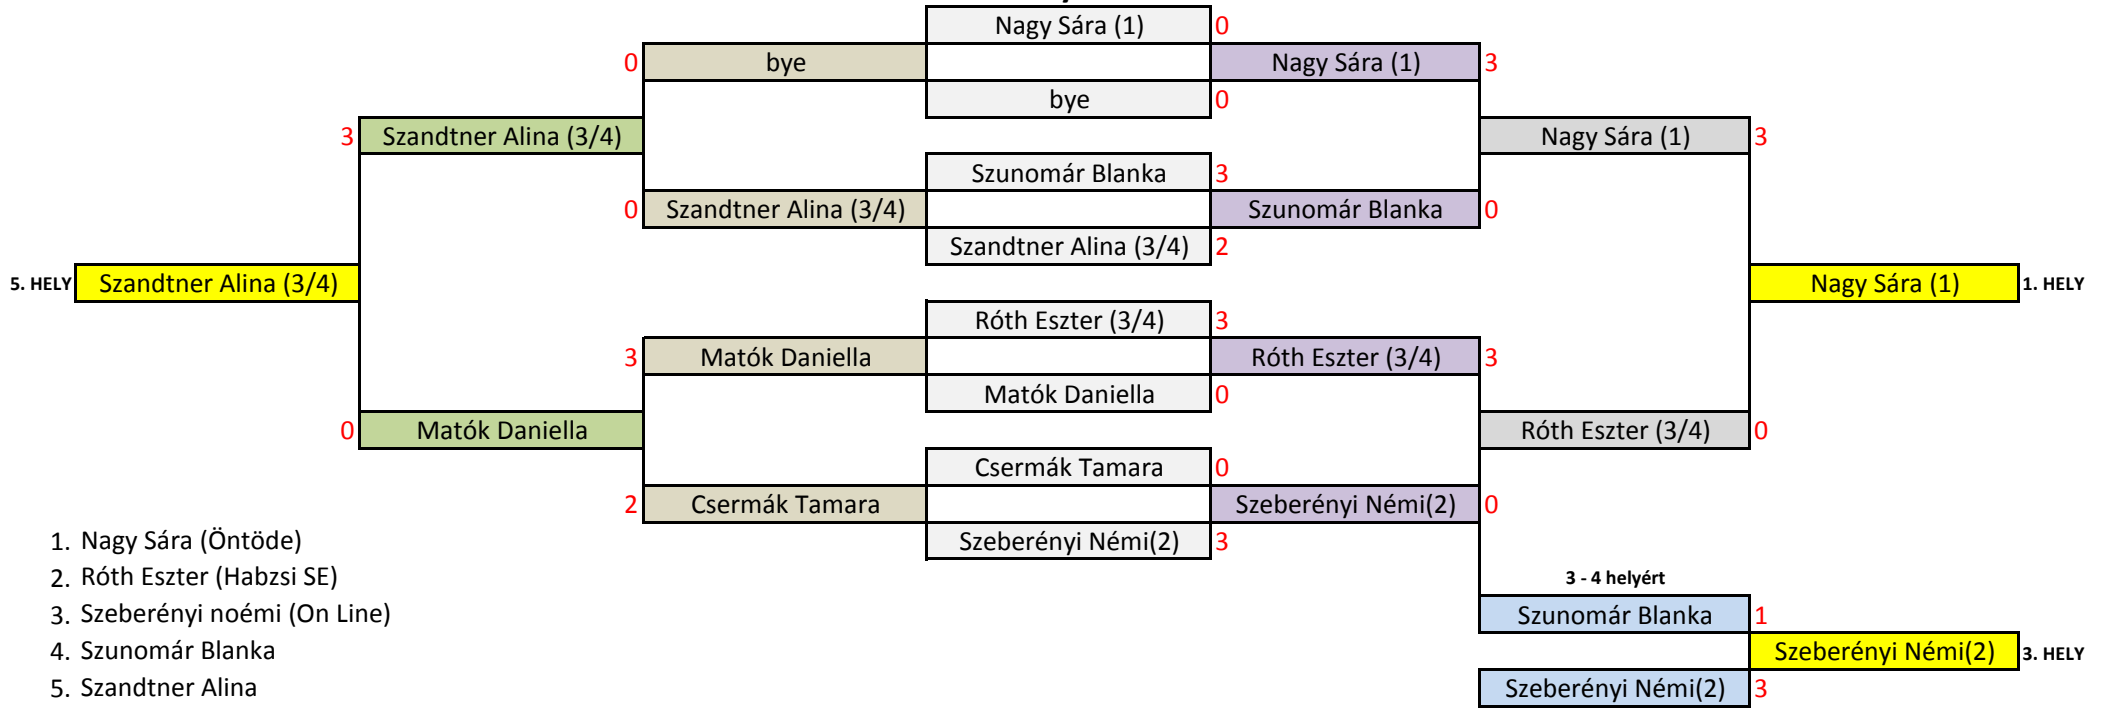 Nagy Sára (1) 0
0 bye Nagy Sára (1) 3
bye 0
3 Szandtner Alina (3/4) Nagy Sára (1) 3
Szunomár Blanka 3
0 Szandtner Alina (3/4) Szunomár Blanka 0
Szandtner Alina (3/4) 2
5. HELY Szandtner Alina (3/4) Nagy Sára (1) 1. HELY
Róth Eszter (3/4) 3
3 Matók Daniella Róth Eszter (3/4) 3
Matók Daniella 0
0 Matók Daniella Róth Eszter (3/4) 0
Csermák Tamara 0
2 Csermák Tamara Szeberényi Némi(2) 0
1. Nagy Sára (Öntöde) Szeberényi Némi(2) 3
2. Róth Eszter (Habzsi SE) 3 - 4 helyért
3. Szeberényi noémi (On Line) Szunomár Blanka 1
4. Szunomár Blanka Szeberényi Némi(2) 3. HELY
5. Szandtner Alina Szeberényi Némi(2) 3